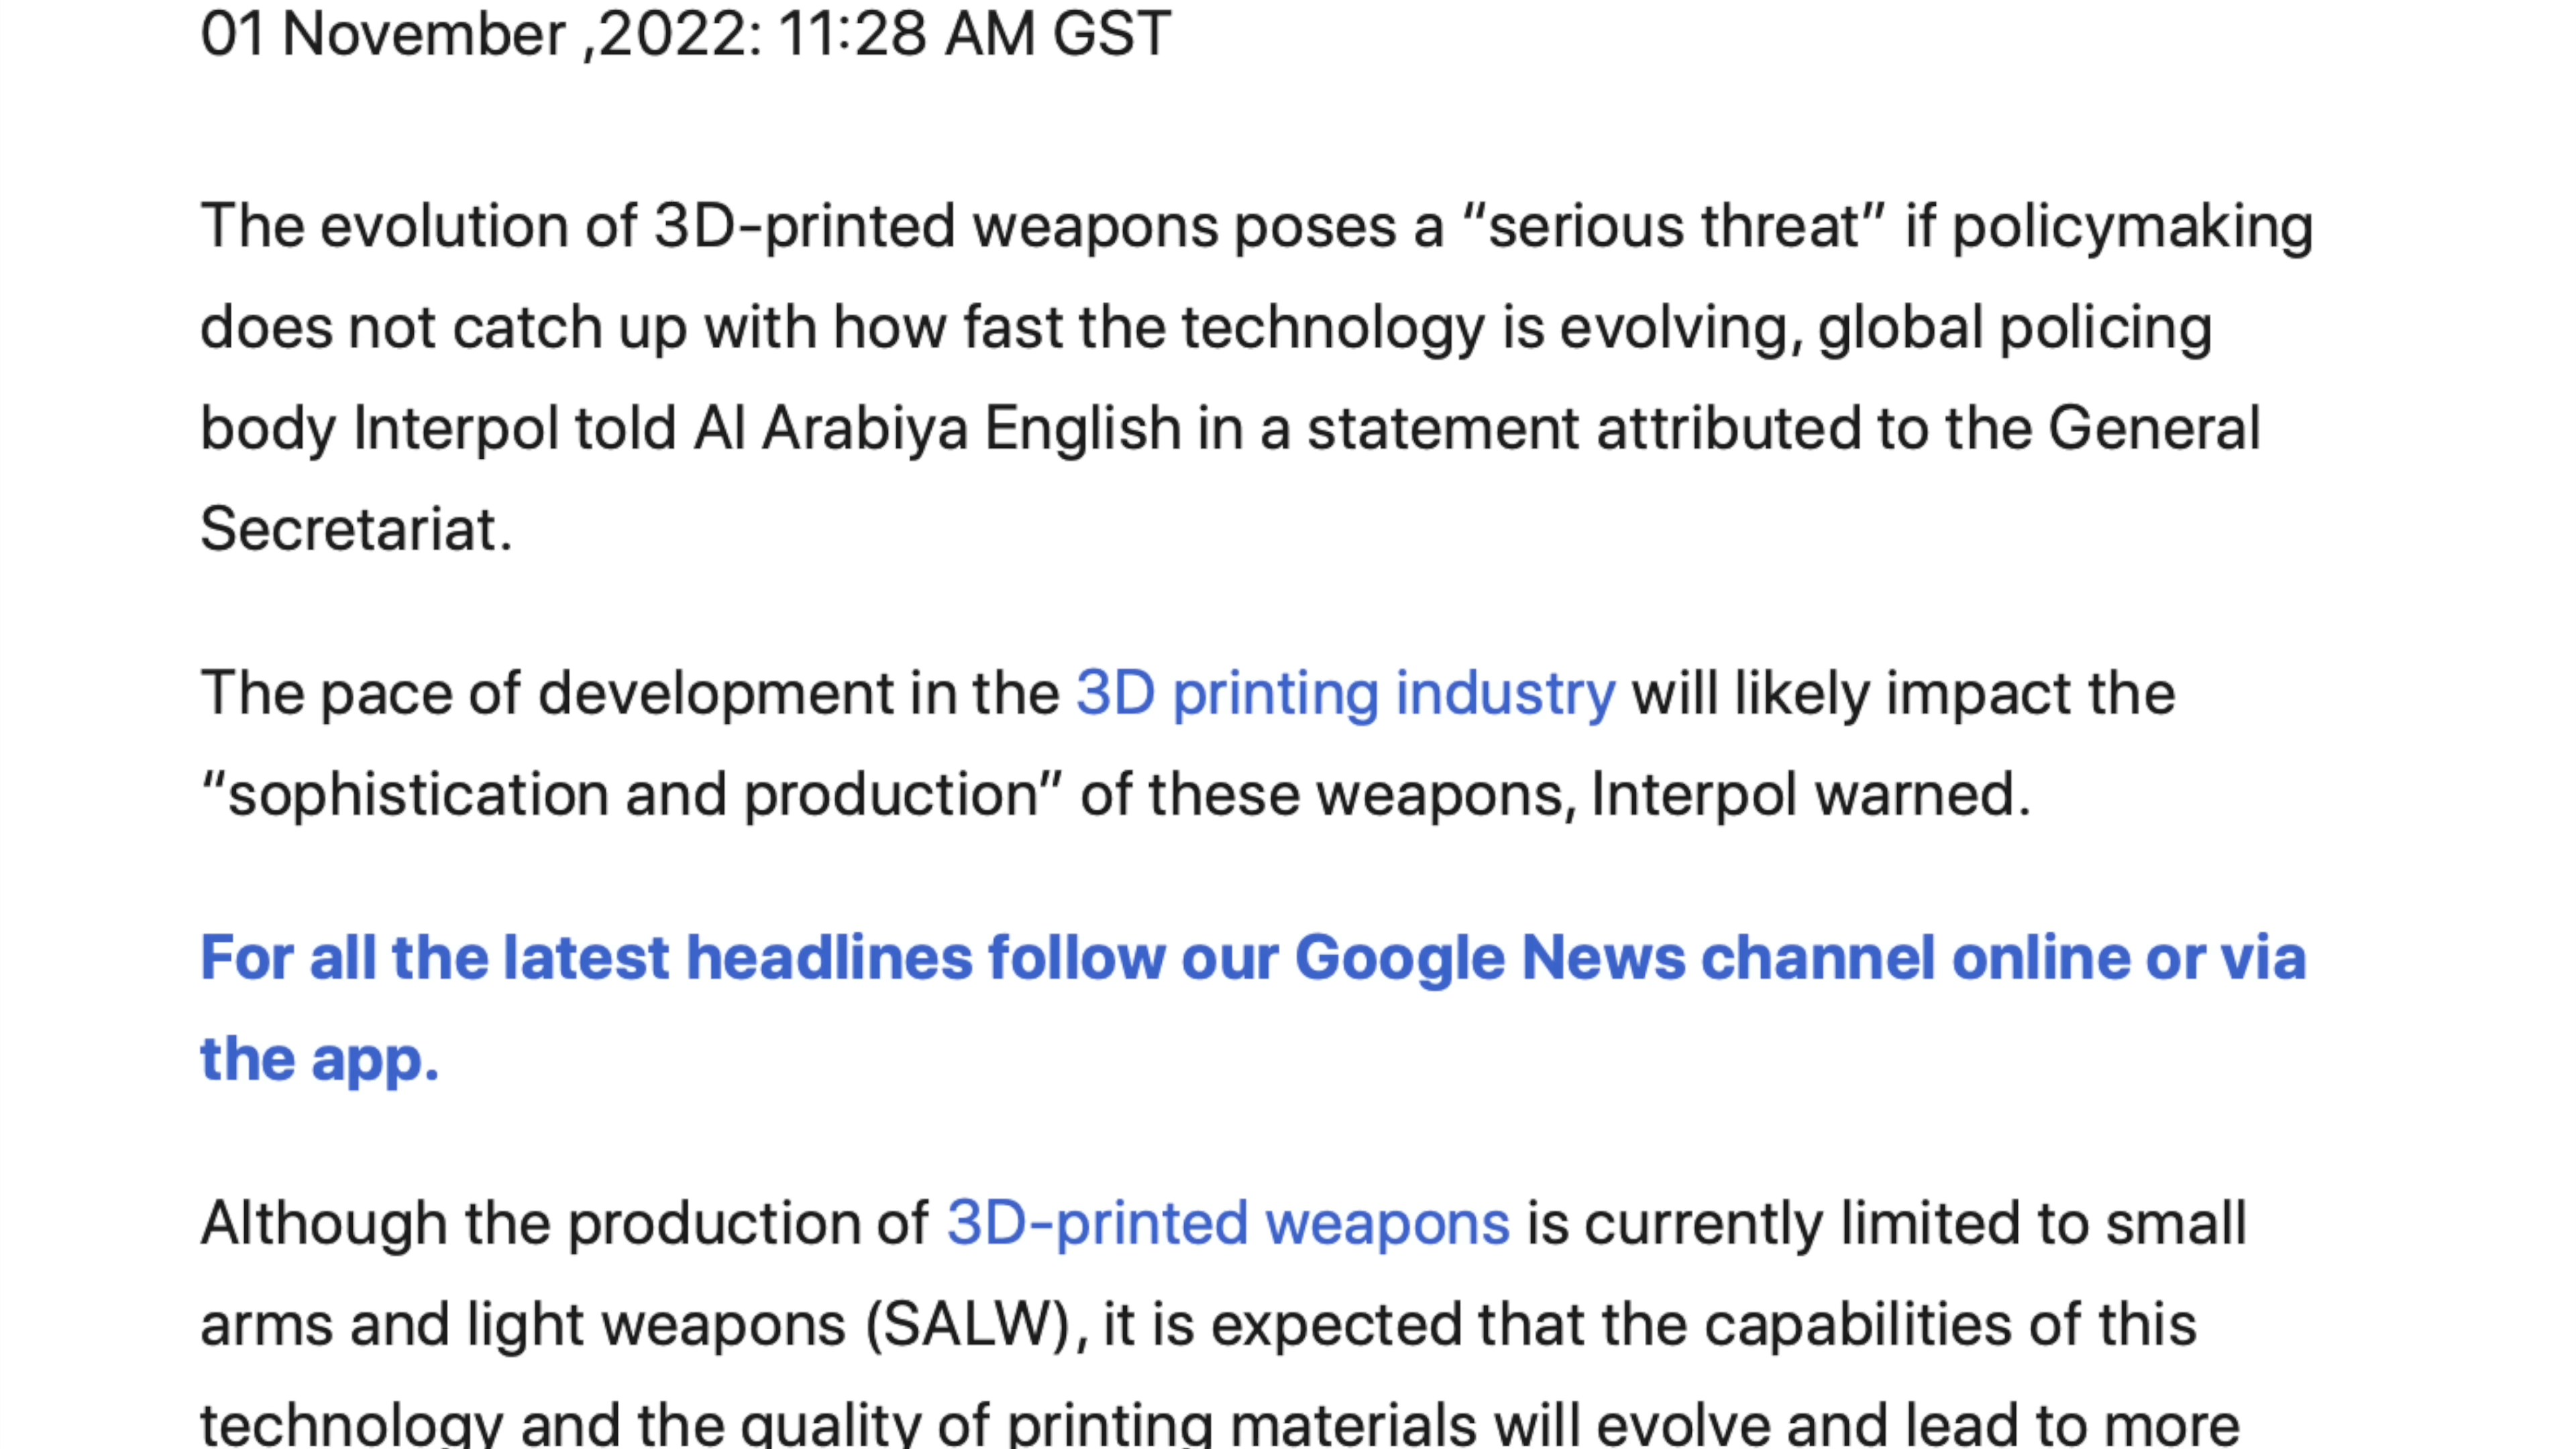 01 November ,2022: 11:28 AM GST
The evolution of 3D-printed weapons poses a “serious threat” if policymaking
does not catch up with how fast the technology is evolving, global policing
body Interpol told Al Arabiya English in a statement attributed to the General
Secretariat.
The pace of development in the 3D printing industry will likely impact the
“sophistication and production” of these weapons, Interpol warned.
For all the latest headlines follow our Google News channel online or via
the app.
Although the production of 3D-printed weapons is currently limited to small
arms and light weapons (SALW), it is expected that the capabilities of this
technology and the quality of printing materials will evolve and lead to more